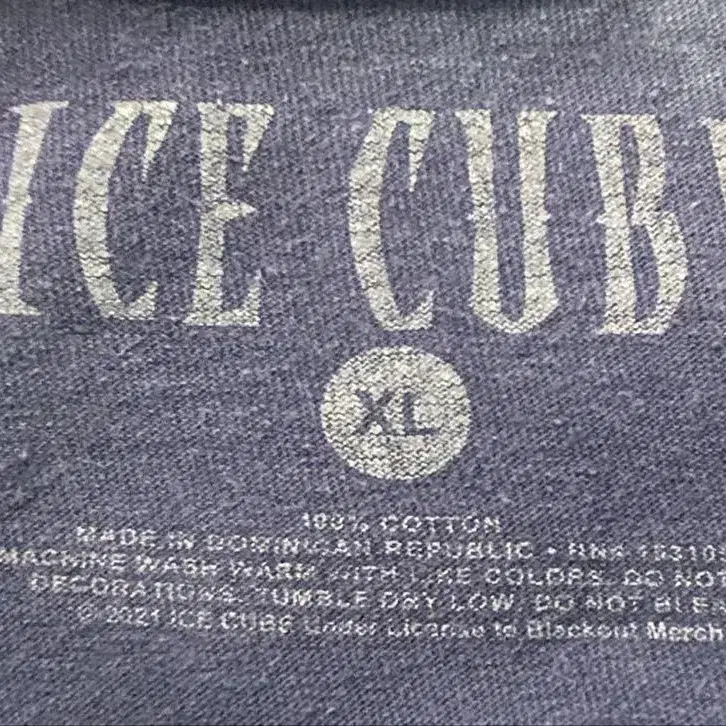 ICE CUB
XL
100% COTTON
MADE IN DOMINICAN REPUBLIC • RN#
MACHINE WASH WARM WITH LIKE COLORS. DO NOT
DECORATIONS. TUMBLE DRY LOW. DO NOT BLE
© 2021 ICE CUBE Under License to Blackout Merch